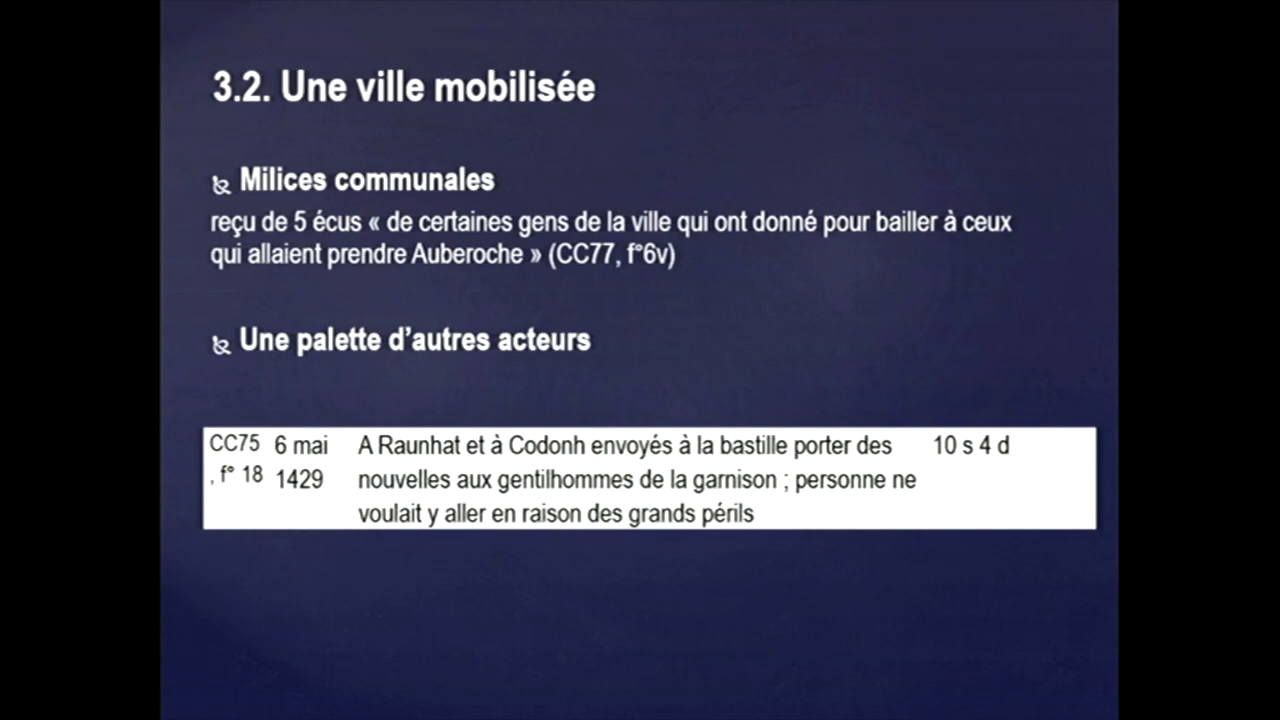 3.2. Une ville mobilisée
Milices communales
reçu de 5 écus « de certaines gens de la ville qui ont donné pour bailler à ceux
qui allaient prendre Auberoche » (CC77, f°6v)
Une palette d'autres acteurs
CC75 6 mai A Raunhat et à Codonh envoyés à la bastille porter des 10 s 4 d
, f° 18 1429 nouvelles aux gentilhommes de la garnison ; personne ne
voulait y aller en raison des grands périls